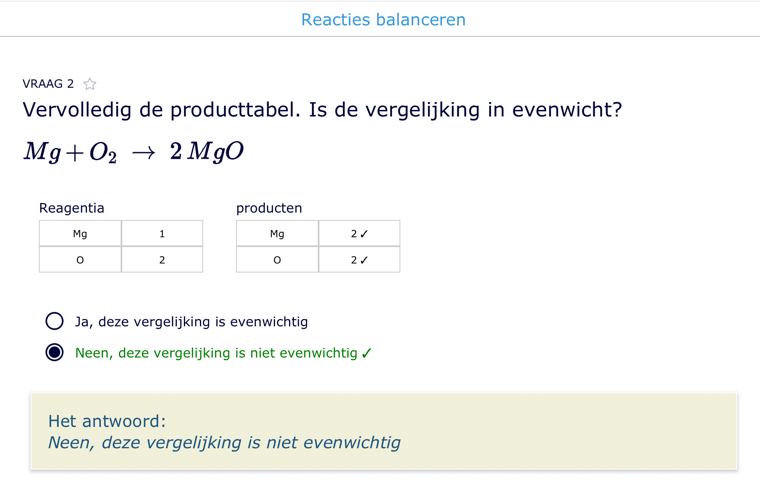 Reacties balanceren
VRAAG 2
Vervolledig de producttabel. Is de vergelijking in evenwicht?
Mg + O₂ → 2 MgO
Reagentia producten
Mg 1 Mg 2 ✓
O 2 O 2 ✓
Ja, deze vergelijking is evenwichtig
Neen, deze vergelijking is niet evenwichtig ✓
Het antwoord:
Neen, deze vergelijking is niet evenwichtig